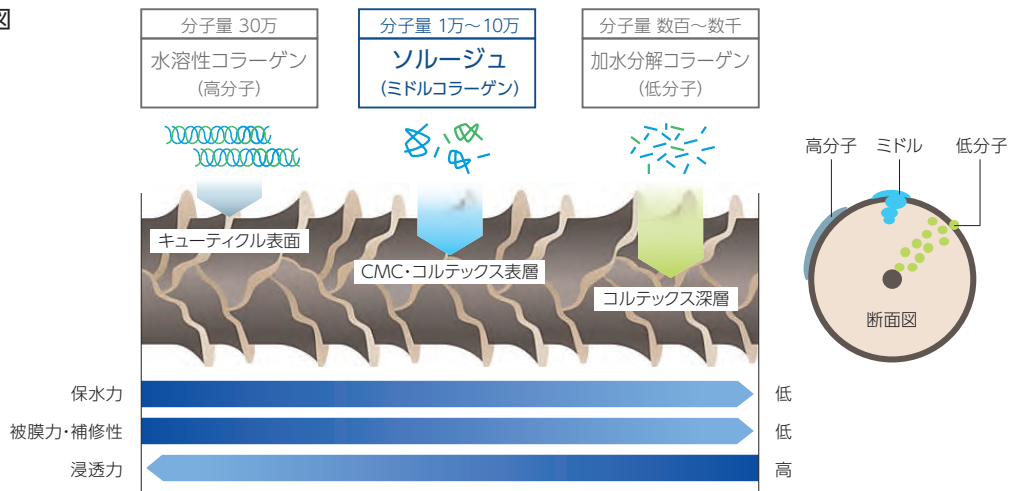 図
分子量 30万
水溶性コラーゲン
(高分子)
分子量 1万～10万
ソルージュ
(ミドルコラーゲン)
分子量 数百～数千
加水分解コラーゲン
(低分子)
高分子 ミドル 低分子
キューティクル表面
CMC・コルテックス表層
コルテックス深層
断面図
保水力 低
被膜力・補修性 低
浸透力 高